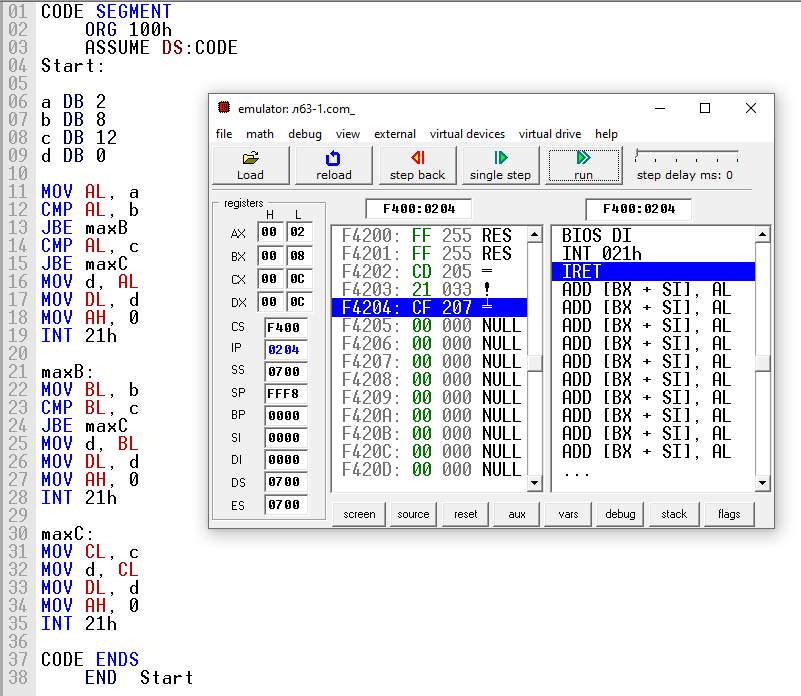 01 CODE SEGMENT
02 ORG 100h
03 ASSUME DS:CODE
04 Start:
05
06 a DB 2
07 b DB 8
08 c DB 12
09 d DB 0
10
11 MOV AL, a
12 CMP AL, b
13 JBE maxB
14 CMP AL, c
15 JBE maxC
16 MOV d, AL
17 MOV DL, d
18 MOV AH, 0
19 INT 21h
20
21 maxB:
22 MOV BL, b
23 CMP BL, c
24 JBE maxC
25 MOV d, BL
26 MOV DL, d
27 MOV AH, 0
28 INT 21h
29
30 maxC:
31 MOV CL, c
32 MOV d, CL
33 MOV DL, d
34 MOV AH, 0
35 INT 21h
36
37 CODE ENDS
38 END Start
emulator: л63-1.com_
file math debug view external virtual devices virtual drive help
Load reload step back single step run step delay ms: 0
registers
H L
AX 00 02
BX 00 08
CX 00 0C
DX 00 0C
CS F400
IP 0204
SS 0700
SP FFF8
BP 0000
SI 0000
DI 0000
DS 0700
ES 0700
F400:0204
F4200: FF 255 RES
F4201: FF 255 RES
F4202: CD 205 =
F4203: 21 033 !
F4204: CF 207 ╧
F4205: 00 000 NULL
F4206: 00 000 NULL
F4207: 00 000 NULL
F4208: 00 000 NULL
F4209: 00 000 NULL
F420A: 00 000 NULL
F420B: 00 000 NULL
F420C: 00 000 NULL
F420D: 00 000 NULL
F400:0204
BIOS DI
INT 021h
IRET
ADD [BX + SI], AL
ADD [BX + SI], AL
ADD [BX + SI], AL
ADD [BX + SI], AL
ADD [BX + SI], AL
ADD [BX + SI], AL
ADD [BX + SI], AL
ADD [BX + SI], AL
ADD [BX + SI], AL
ADD [BX + SI], AL
...
screen source reset aux vars debug stack flags